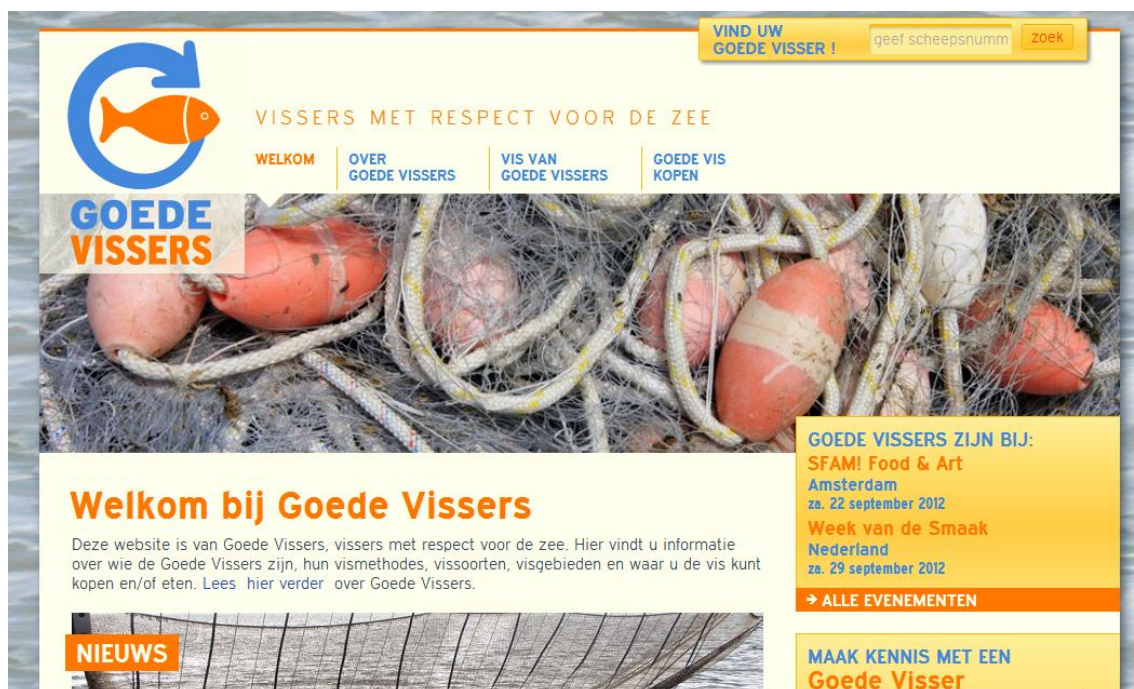 VIND UW
GOEDE VISSER !
geef scheepsnumm
zoek
VISSERS MET RESPECT VOOR DE ZEE
WELKOM
OVER
GOEDE VISSERS
VIS VAN
GOEDE VISSERS
GOEDE VIS
KOPEN
GOEDE
VISSERS
Welkom bij Goede Vissers
Deze website is van Goede Vissers, vissers met respect voor de zee. Hier vindt u informatie
over wie de Goede Vissers zijn, hun vismethodes, vissoorten, visgebieden en waar u de vis kunt
kopen en/of eten. Lees hier verder over Goede Vissers.
NIEUWS
GOEDE VISSERS ZIJN BIJ:
SFAM! Food & Art
Amsterdam
za. 22 september 2012
Week van de Smaak
Nederland
za. 29 september 2012
→ ALLE EVENEMENTEN
MAAK KENNIS MET EEN
Goede Visser